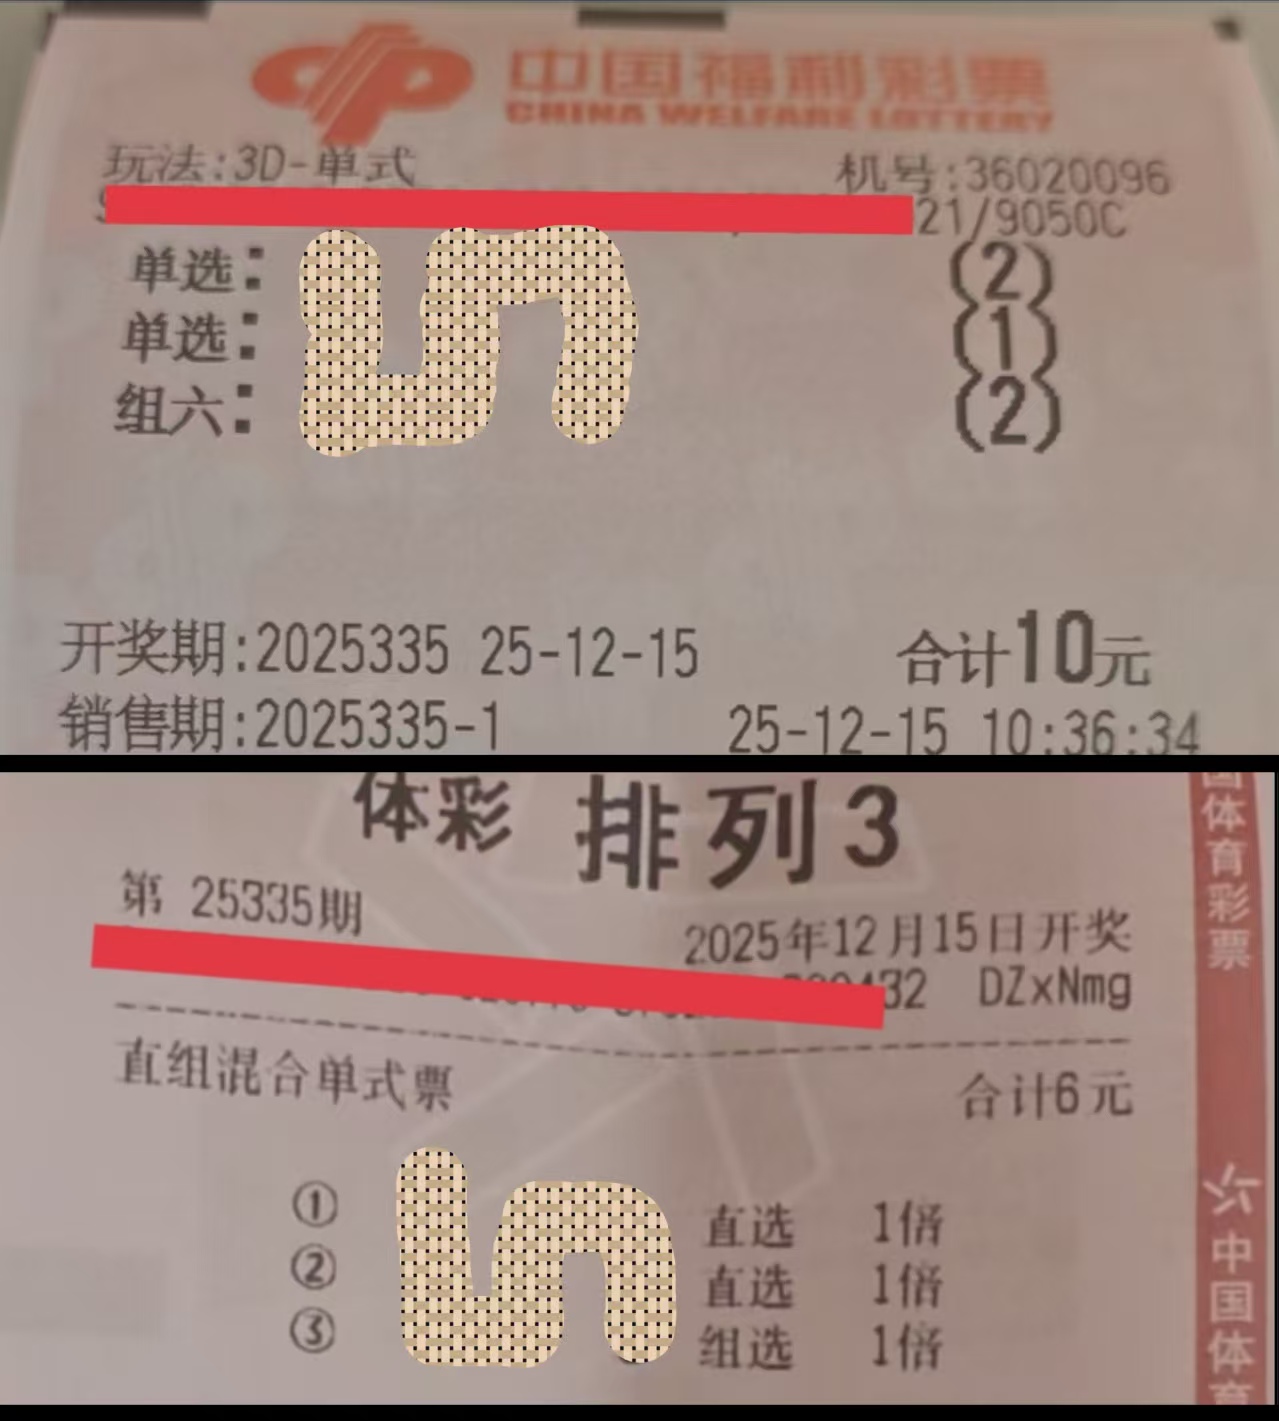 中国福利彩票
CHINA WELFARE LOTTERY
玩法:3D-单式
机号:36020096
21/9050C
单选: (2)
单选: (1)
组六: (2)
开奖期:2025335 25-12-15 合计10元
销售期:2025335-1 25-12-15 10:36:34
体彩 排列3
第 25335期
2025年12月15日开奖
32 DZxNmg
直组混合单式票 合计6元
① 直选 1倍
② 直选 1倍
③ 组选 1倍
国体育彩票
中国体育